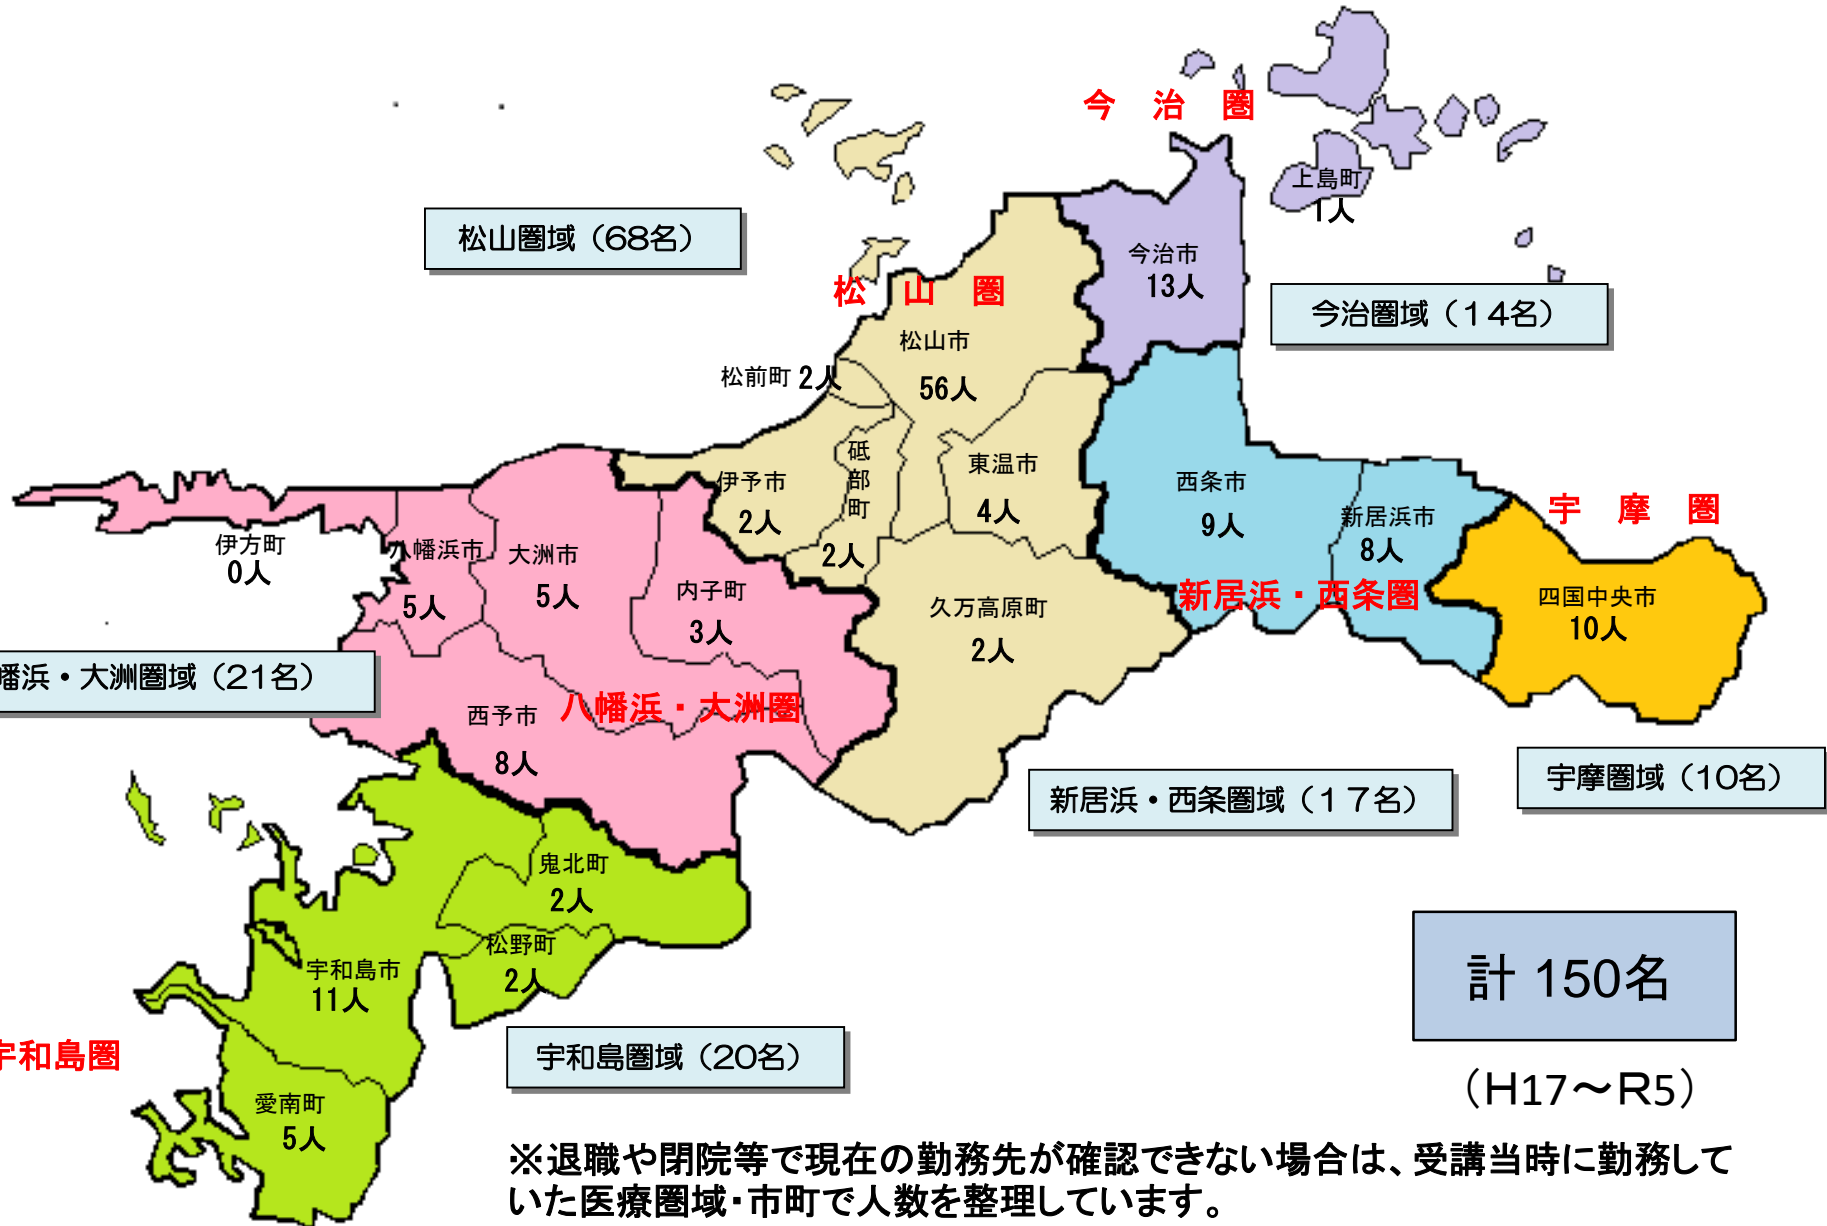 今 治 圏
上島町
1人
松山圏域（68名）
今治市
13人
松 山 圏
今治圏域（１４名）
松山市
56人
松前町 2人
砥部町
2人
東温市
4人
伊予市
2人
西条市
9人
新居浜市
8人
宇 摩 圏
伊方町
0人
八幡浜市
5人
大洲市
5人
内子町
3人
久万高原町
2人
新居浜・西条圏
四国中央市
10人
幡浜・大洲圏域（21名）
西予市
8人
八幡浜・大洲圏
新居浜・西条圏域（１７名）
宇摩圏域（10名）
鬼北町
2人
松野町
2人
宇和島市
11人
宇和島圏
宇和島圏域（20名）
愛南町
5人
計 150名
（H17～R5）
※退職や閉院等で現在の勤務先が確認できない場合は、受講当時に勤務して
いた医療圏域・市町で人数を整理しています。